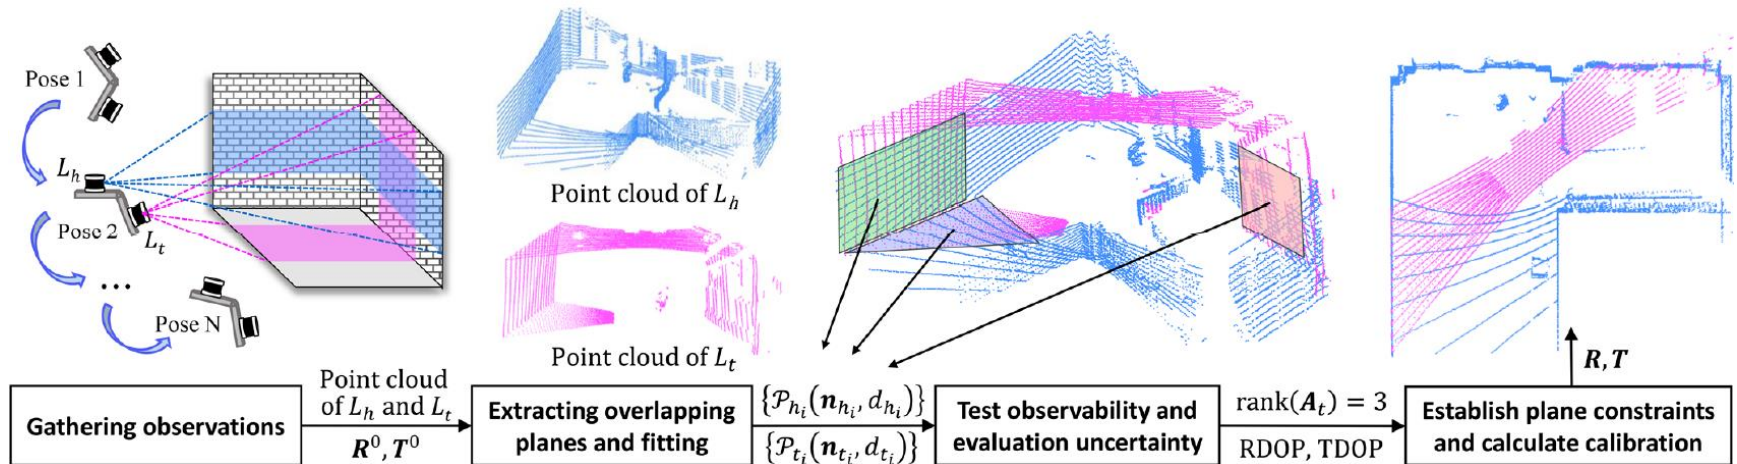 Pose 1
L_h
Pose 2
L_t
...
Pose N
Point cloud of L_h
Point cloud of L_t
R, T
Gathering observations
Point cloud
of L_h and L_t
R^0, T^0
Extracting overlapping
planes and fitting
{𝒫_{h_i}(n_{h_i}, d_{h_i})}
{𝒫_{t_i}(n_{t_i}, d_{t_i})}
Test observability and
evaluation uncertainty
rank(A_t) = 3
RDOP, TDOP
Establish plane constraints
and calculate calibration